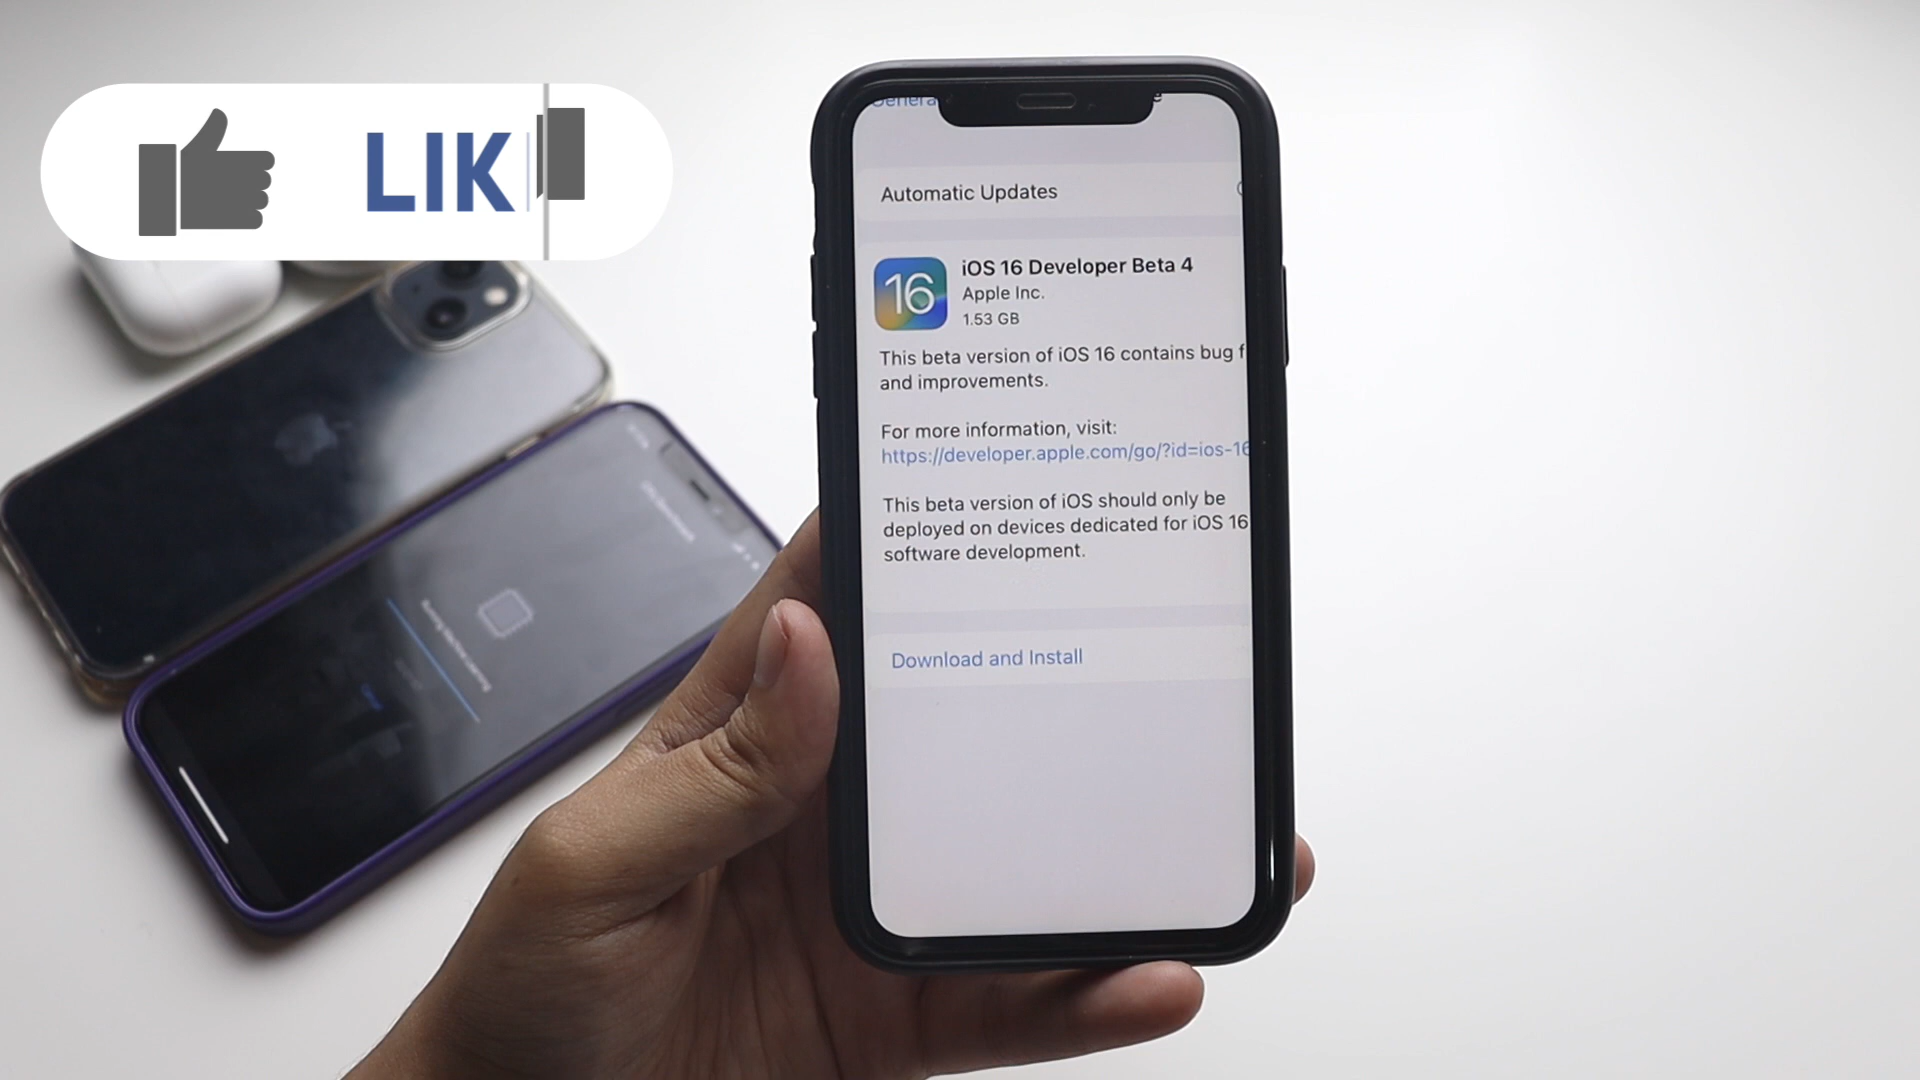 LIK
Automatic Updates
16
iOS 16 Developer Beta 4
Apple Inc.
1.53 GB
This beta version of iOS 16 contains bug f
and improvements.
For more information, visit:
https://developer.apple.com/go/?id=ios-16
This beta version of iOS should only be
deployed on devices dedicated for iOS 16
software development.
Download and Install